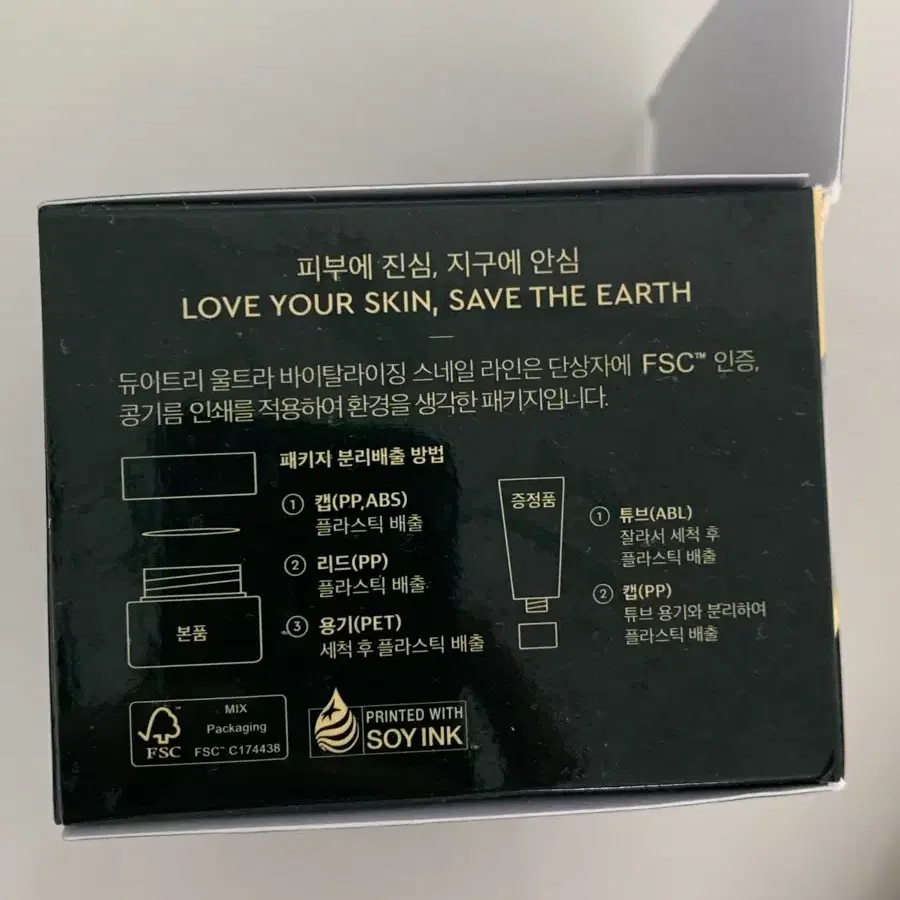 피부에 진심, 지구에 안심
LOVE YOUR SKIN, SAVE THE EARTH
듀이트리 울트라 바이탈라이징 스네일 라인은 단상자에 FSC™ 인증,
콩기름 인쇄를 적용하여 환경을 생각한 패키지입니다.
패키지 분리배출 방법
① 캡(PP,ABS)
플라스틱 배출
② 리드(PP)
플라스틱 배출
③ 용기(PET)
세척 후 플라스틱 배출
본품
증정품
① 튜브(ABL)
잘라서 세척 후
플라스틱 배출
② 캡(PP)
튜브 용기와 분리하여
플라스틱 배출
FSC
MIX
Packaging
FSC™ C174438
PRINTED WITH
SOY INK